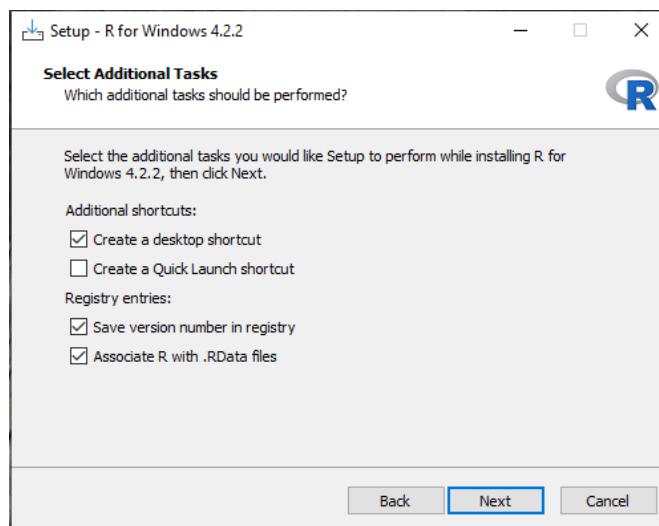 Setup - R for Windows 4.2.2
Select Additional Tasks
Which additional tasks should be performed?
R
Select the additional tasks you would like Setup to perform while installing R for
Windows 4.2.2, then click Next.
Additional shortcuts:
Create a desktop shortcut
Create a Quick Launch shortcut
Registry entries:
Save version number in registry
Associate R with .RData files
Back Next Cancel